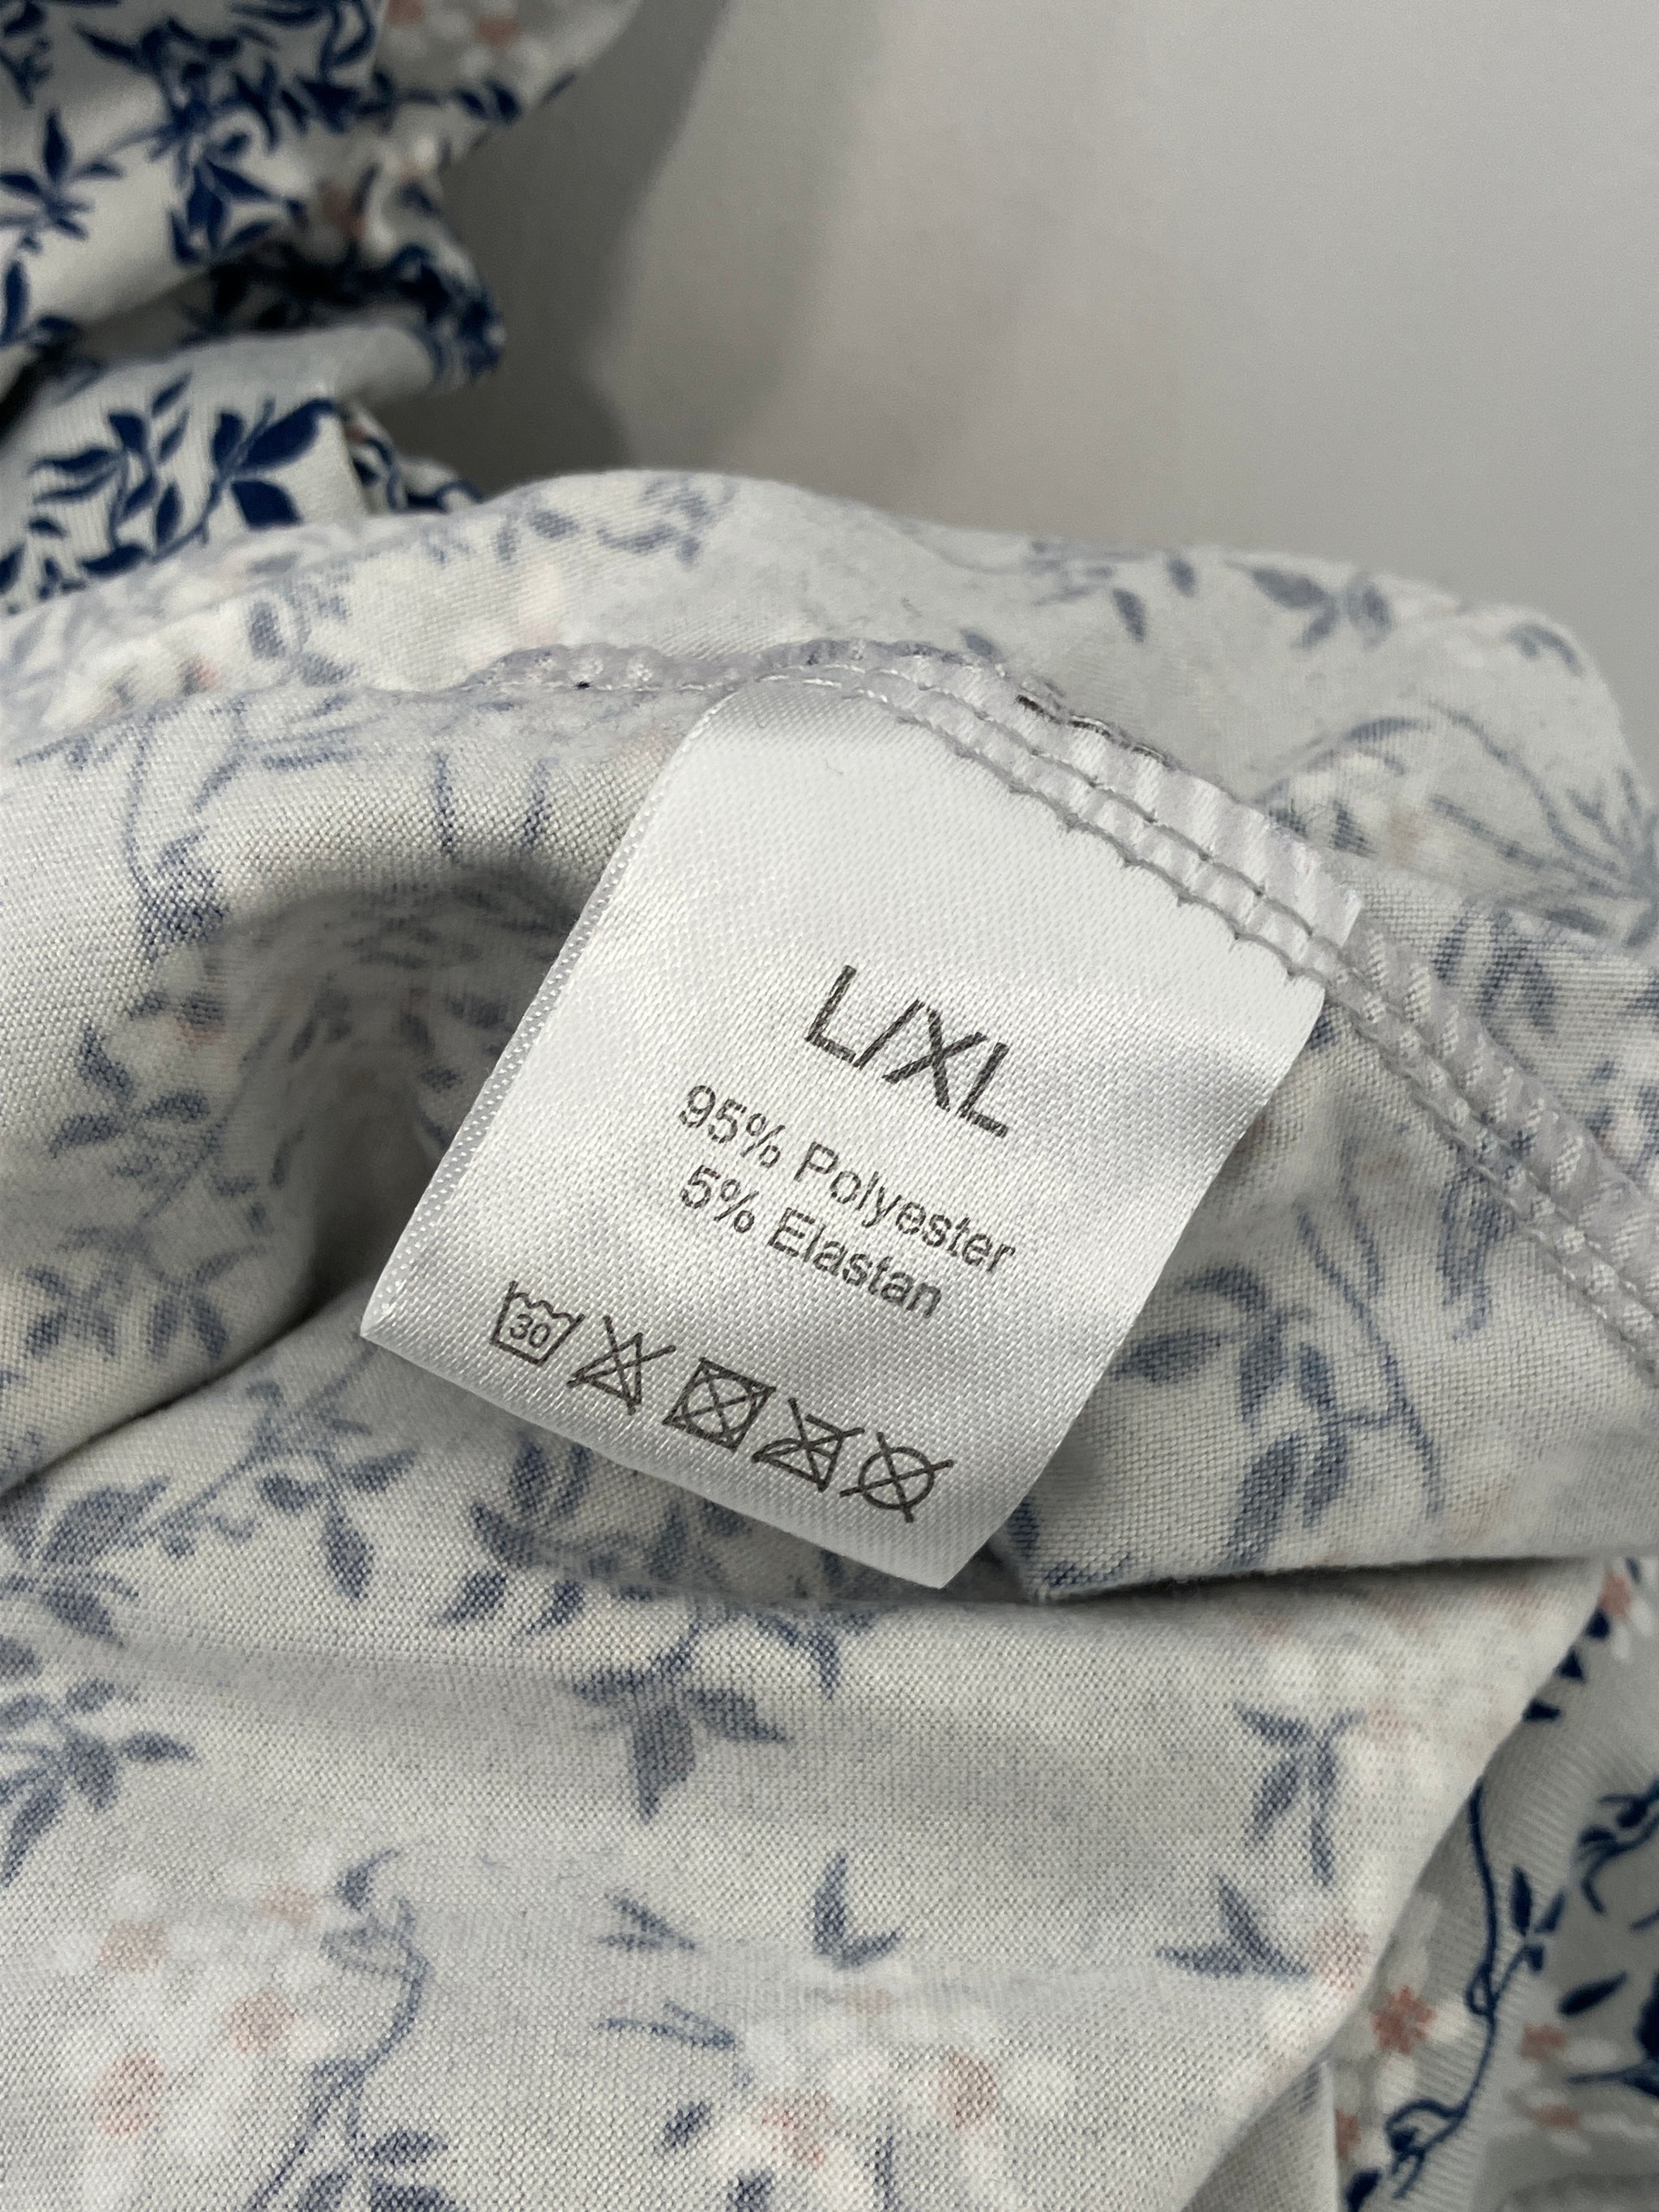 L/XL
95% Polyester
5% Elastan
30